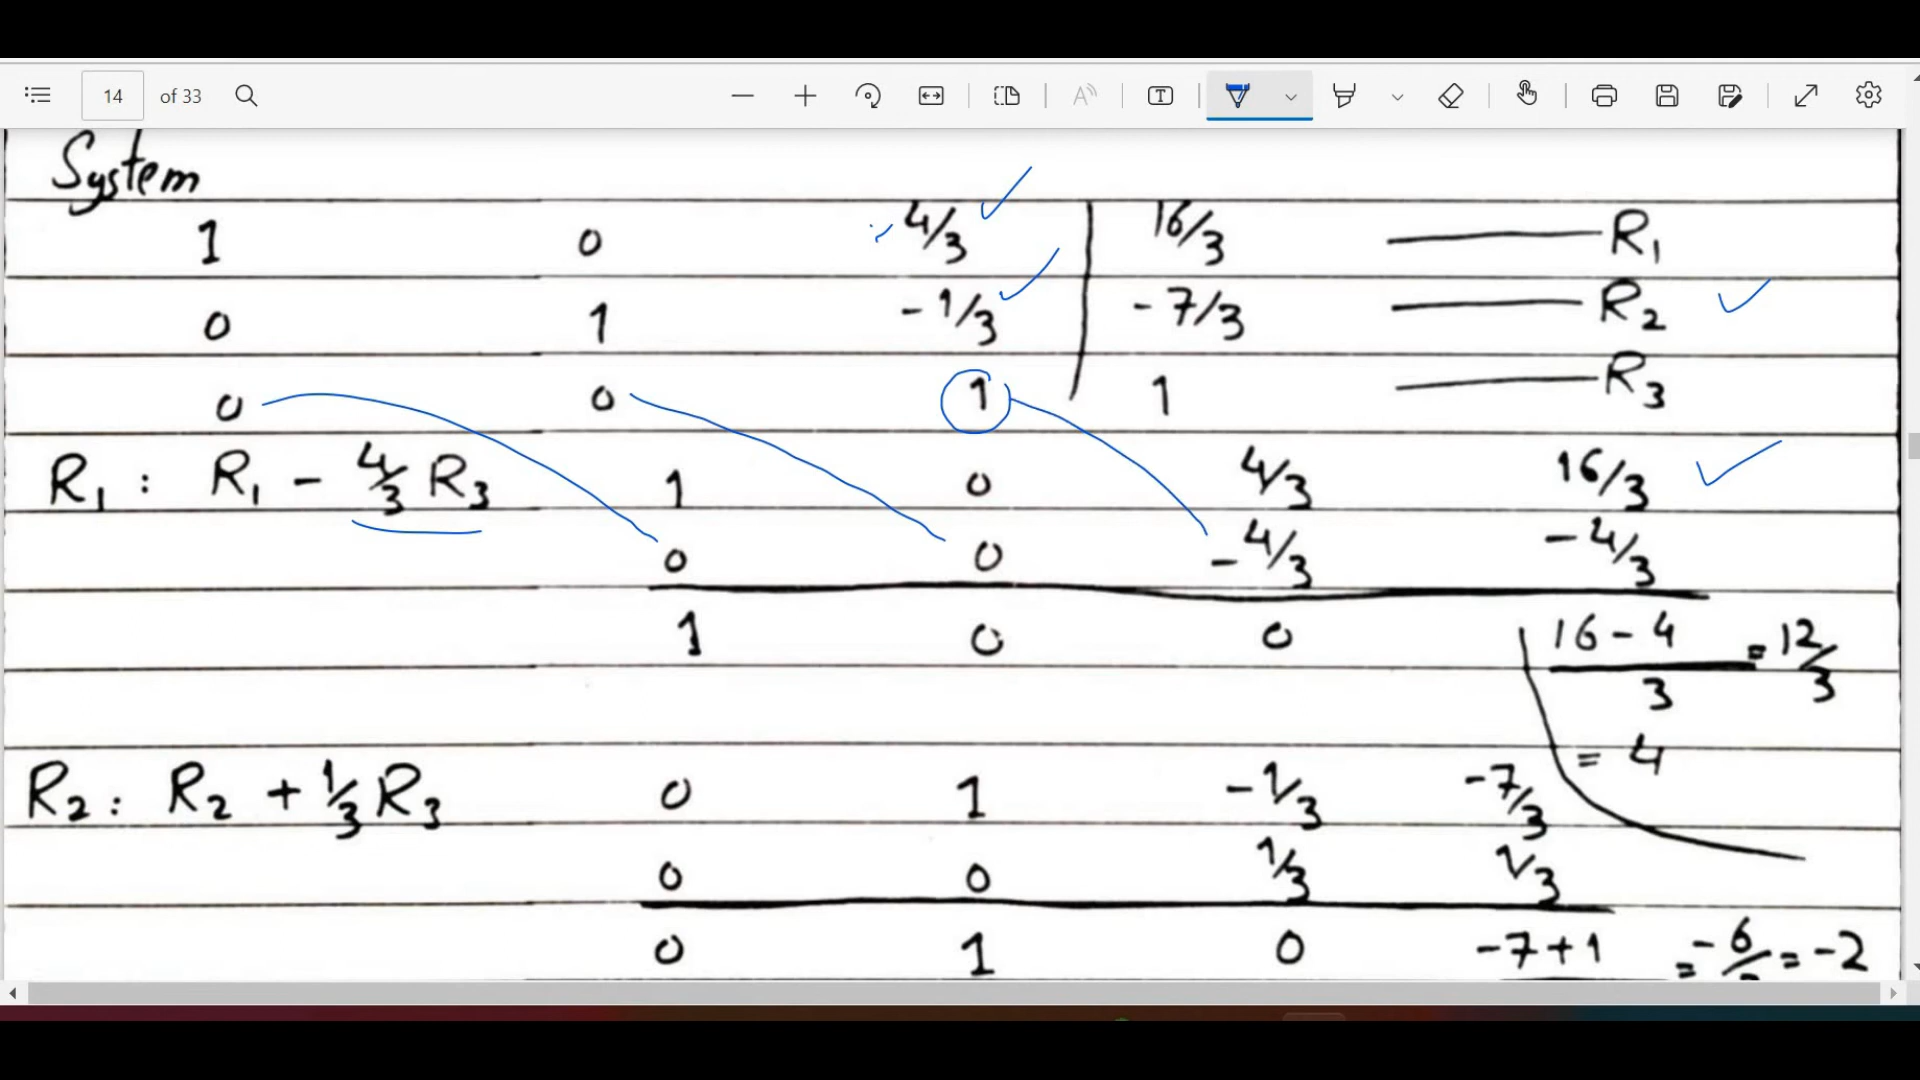 14 of 33
System
1 0 4/3 16/3 R1
0 1 -1/3 -7/3 R2
0 0 1 1 R3
R1 : R1 - 4/3 R3 1 0 4/3 16/3
0 0 -4/3 -4/3
1 0 0 16-4/3 = 12/3
= 4
R2 : R2 + 1/3 R3 0 1 -1/3 -7/3
0 0 1/3 1/3
0 1 0 -7+1 = -6/3 = -2